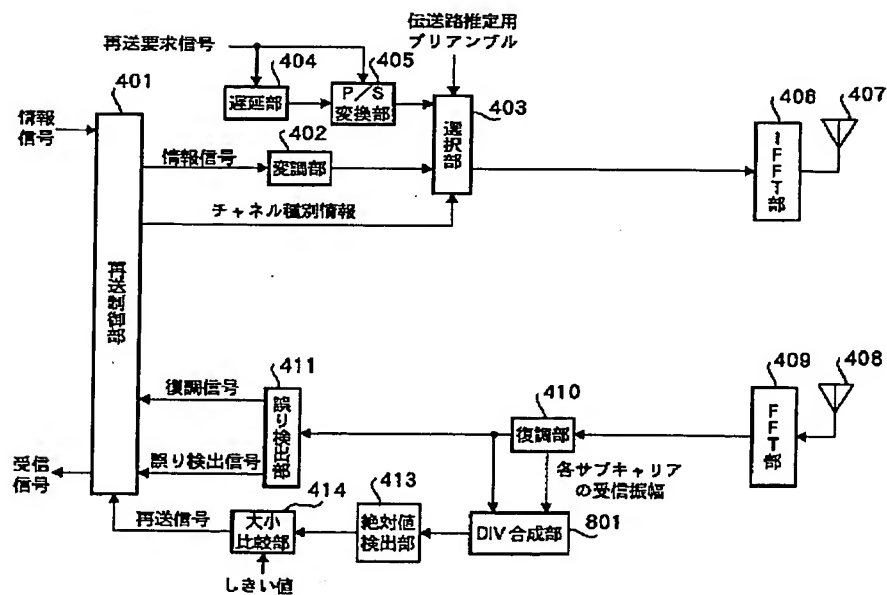 伝送路推定用
プリアンブル
再送要求信号
404
405
P/S
変換部
遅延部
403
選択部
401
情報
信号
402
情報信号
変調部
チャネル種別情報
406
IFFT部
407
再送制御部
411
復調信号
誤り検出部
誤り検出信号
410
復調部
409
FFT部
408
各サブキャリア
の受信振幅
受信
信号
414
413
再送信号
大小
比較部
絶対値
検出部
DIV合成部
801
しきい値